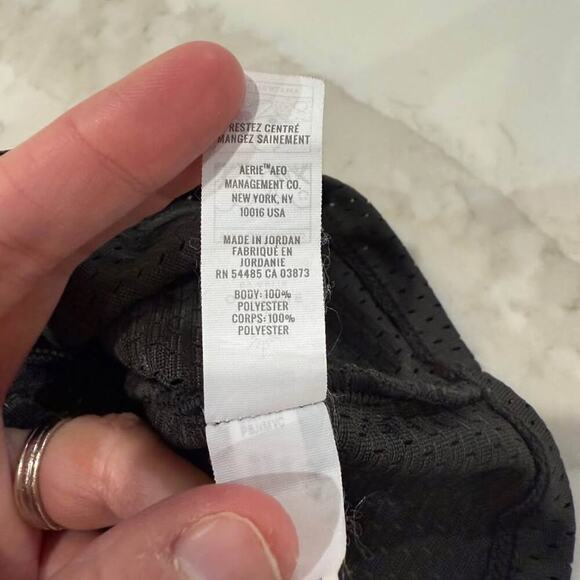 RESTEZ CENTRÉ
MANGEZ SAINEMENT
AERIE™AEO
MANAGEMENT CO.
NEW YORK, NY
10016 USA
MADE IN JORDAN
FABRIQUÉ EN
JORDANIE
RN 54485 CA 03873
BODY: 100%
POLYESTER
CORPS: 100%
POLYESTER